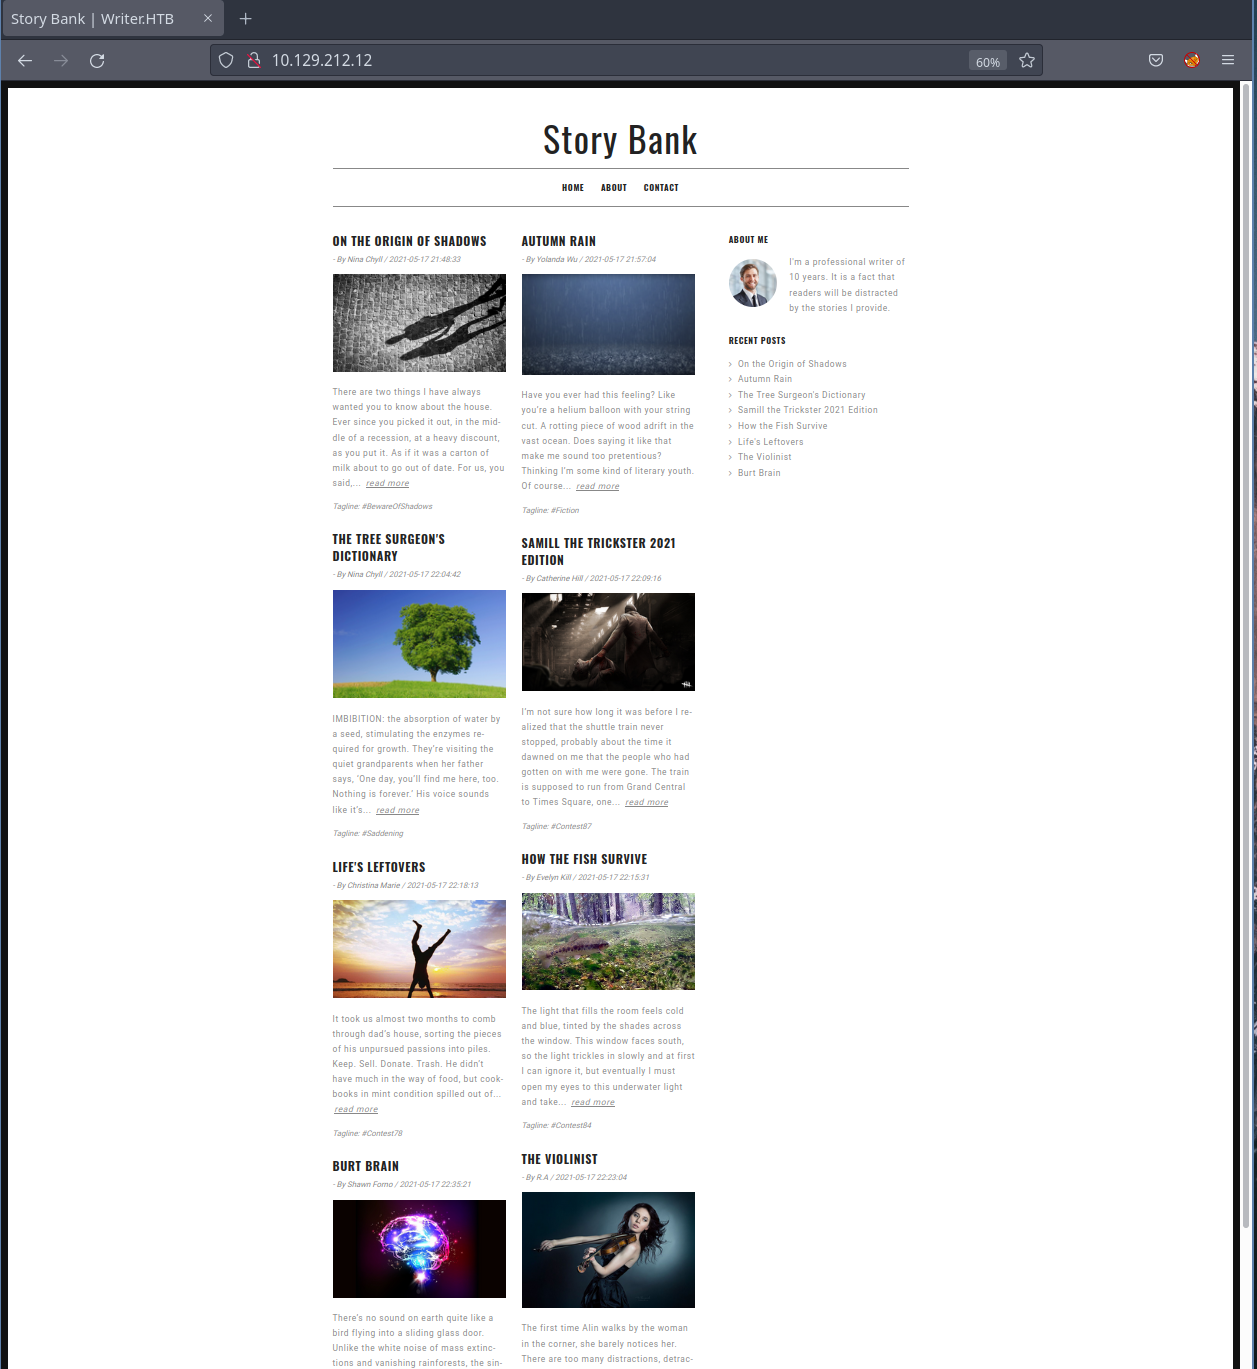 Story Bank | Writer.HTB
10.129.212.12
60%
Story Bank
HOME ABOUT CONTACT
ON THE ORIGIN OF SHADOWS
- By Nina Chyll / 2021-05-17 21:48:33
There are two things I have always
wanted you to know about the house.
Ever since you picked it out, in the mid-
dle of a recession, at a heavy discount,
as you put it. As if it was a carton of
milk about to go out of date. For us, you
said,... read more
Tagline: #BewareOfShadows
THE TREE SURGEON'S
DICTIONARY
- By Nina Chyll / 2021-05-17 22:04:42
IMBIBITION: the absorption of water by
a seed, stimulating the enzymes re-
quired for growth. They're visiting the
quiet grandparents when her father
says, 'One day, you'll find me here, too.
Nothing is forever.' His voice sounds
like it's... read more
Tagline: #Saddening
LIFE'S LEFTOVERS
- By Christina Marie / 2021-05-17 22:18:13
It took us almost two months to comb
through dad's house, sorting the pieces
of his unpursued passions into piles.
Keep. Sell. Donate. Trash. He didn't
have much in the way of food, but cook-
books in mint condition spilled out of...
read more
Tagline: #Contest78
BURT BRAIN
- By Shawn Forno / 2021-05-17 22:35:21
There's no sound on earth quite like a
bird flying into a sliding glass door.
Unlike the white noise of mass extinc-
tions and vanishing rainforests, the sin-
AUTUMN RAIN
- By Yolanda Wu / 2021-05-17 21:57:04
Have you ever had this feeling? Like
you're a helium balloon with your string
cut. A rotting piece of wood adrift in the
vast ocean. Does saying it like that
make me sound too pretentious?
Thinking I'm some kind of literary youth.
Of course... read more
Tagline: #Fiction
SAMILL THE TRICKSTER 2021
EDITION
- By Catherine Hill / 2021-05-17 22:09:16
I'm not sure how long it was before I re-
alized that the shuttle train never
stopped, probably about the time it
dawned on me that the people who had
gotten on with me were gone. The train
is supposed to run from Grand Central
to Times Square, one... read more
Tagline: #Contest87
HOW THE FISH SURVIVE
- By Evelyn Kill / 2021-05-17 22:15:31
The light that fills the room feels cold
and blue, tinted by the shades across
the window. This window faces south,
so the light trickles in slowly and at first
I can ignore it, but eventually I must
open my eyes to this underwater light
and take... read more
Tagline: #Contest84
THE VIOLINIST
- By R.A / 2021-05-17 22:23:04
The first time Alin walks by the woman
in the corner, she barely notices her.
There are too many distractions, detrac-
ABOUT ME
I'm a professional writer of
10 years. It is a fact that
readers will be distracted
by the stories I provide.
RECENT POSTS
On the Origin of Shadows
Autumn Rain
The Tree Surgeon's Dictionary
Samill the Trickster 2021 Edition
How the Fish Survive
Life's Leftovers
The Violinist
Burt Brain